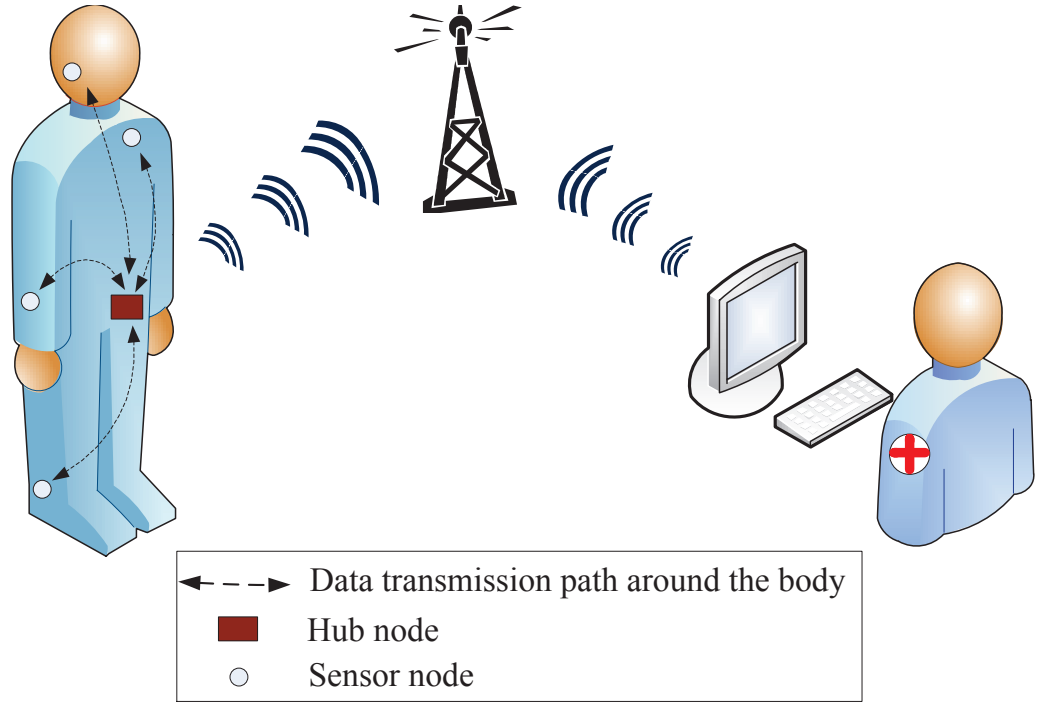 Data transmission path around the body
Hub node
Sensor node